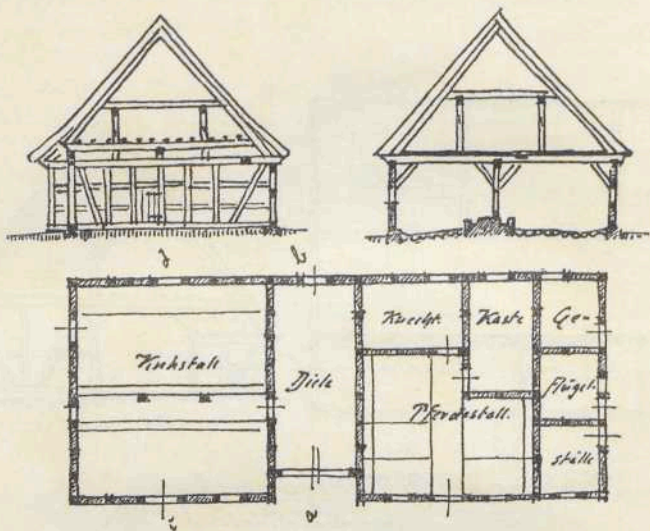 b
Knecht.
Kaste
Ge-
Kuhstall
Diele
Flügel-
Pferdestall.
ställe
c
a